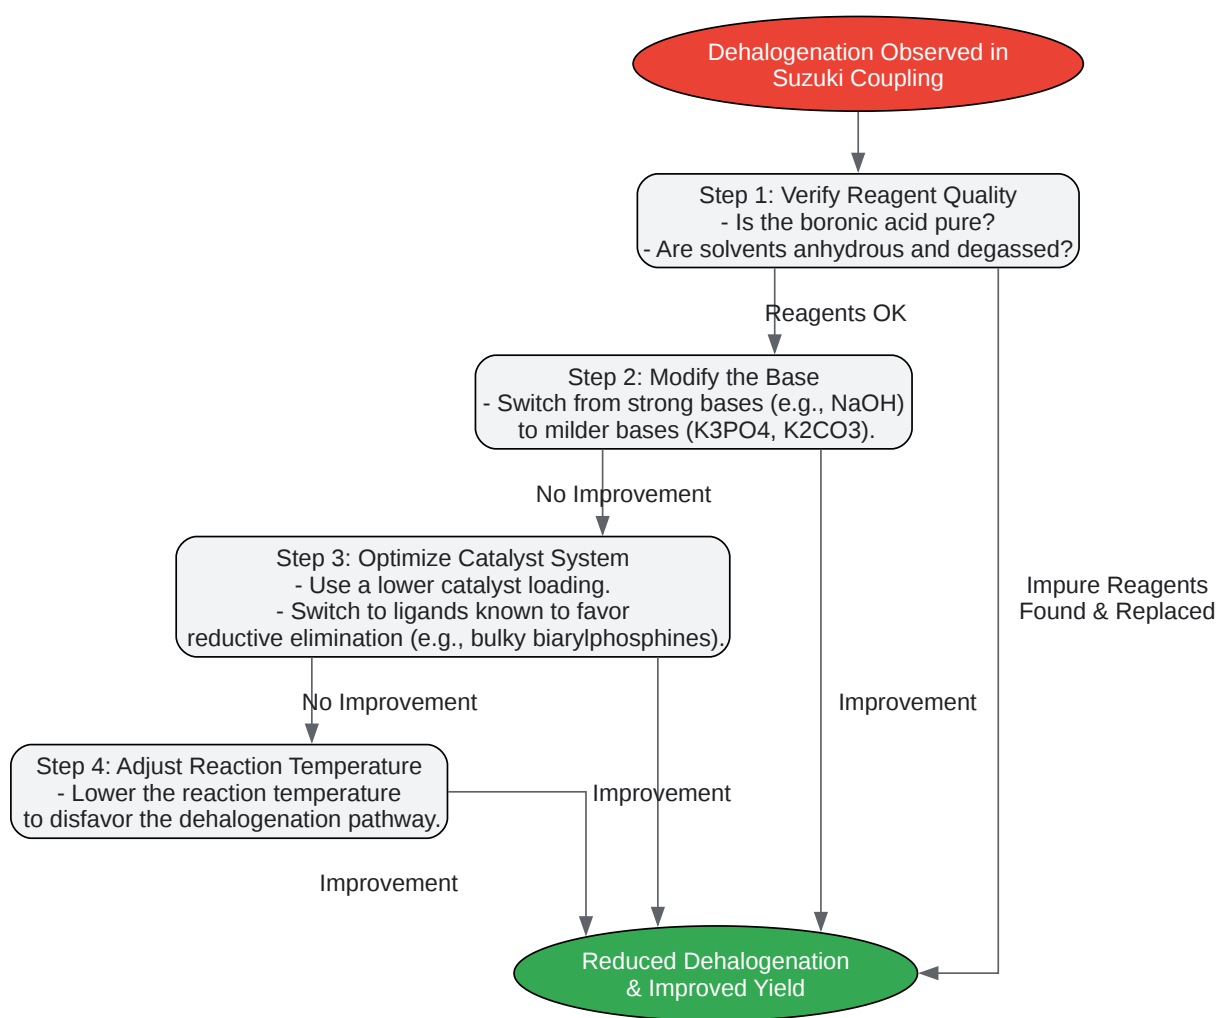 Dehalogenation Observed in
Suzuki Coupling
Step 1: Verify Reagent Quality
- Is the boronic acid pure?
- Are solvents anhydrous and degassed?
Reagents OK
Step 2: Modify the Base
- Switch from strong bases (e.g., NaOH)
to milder bases (K3PO4, K2CO3).
No Improvement
Step 3: Optimize Catalyst System
- Use a lower catalyst loading.
- Switch to ligands known to favor
reductive elimination (e.g., bulky biarylphosphines).
Impure Reagents
Found & Replaced
No Improvement
Improvement
Step 4: Adjust Reaction Temperature
- Lower the reaction temperature
to disfavor the dehalogenation pathway.
Improvement
Improvement
Reduced Dehalogenation
& Improved Yield